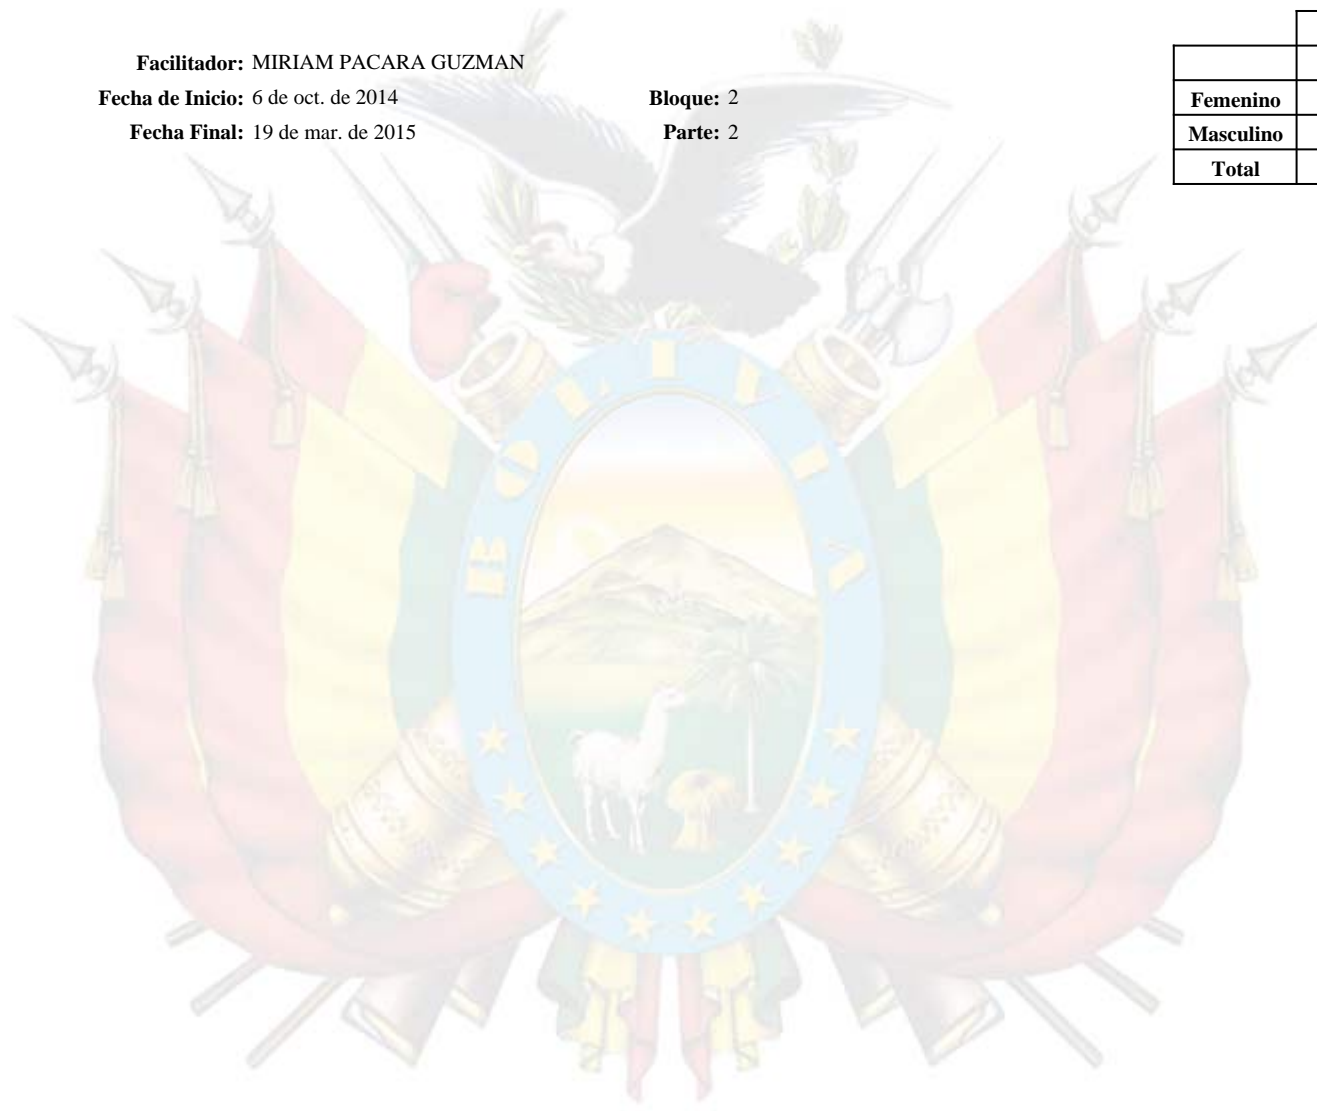 Facilitador: MIRIAM PACARA GUZMAN
Fecha de Inicio: 6 de oct. de 2014 Bloque: 2
Fecha Final: 19 de mar. de 2015 Parte: 2
Femenino
Masculino
Total
BOLIVIA